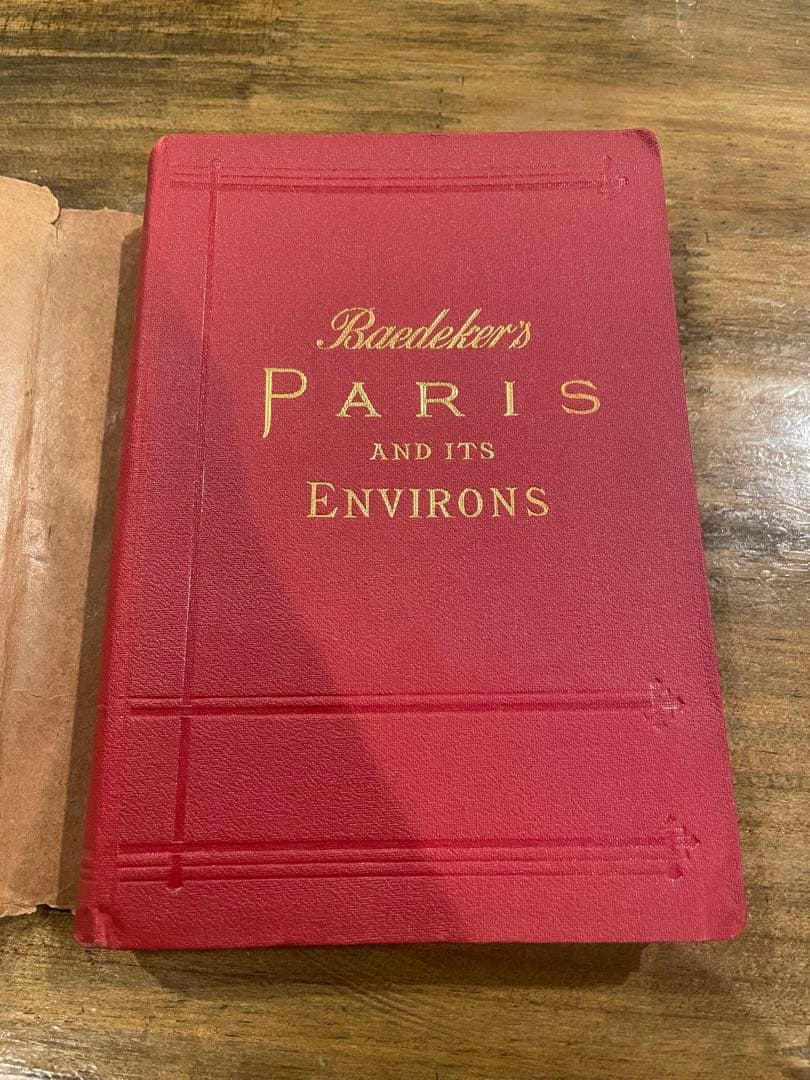 Baedeker's
PARIS
AND ITS
ENVIRONS